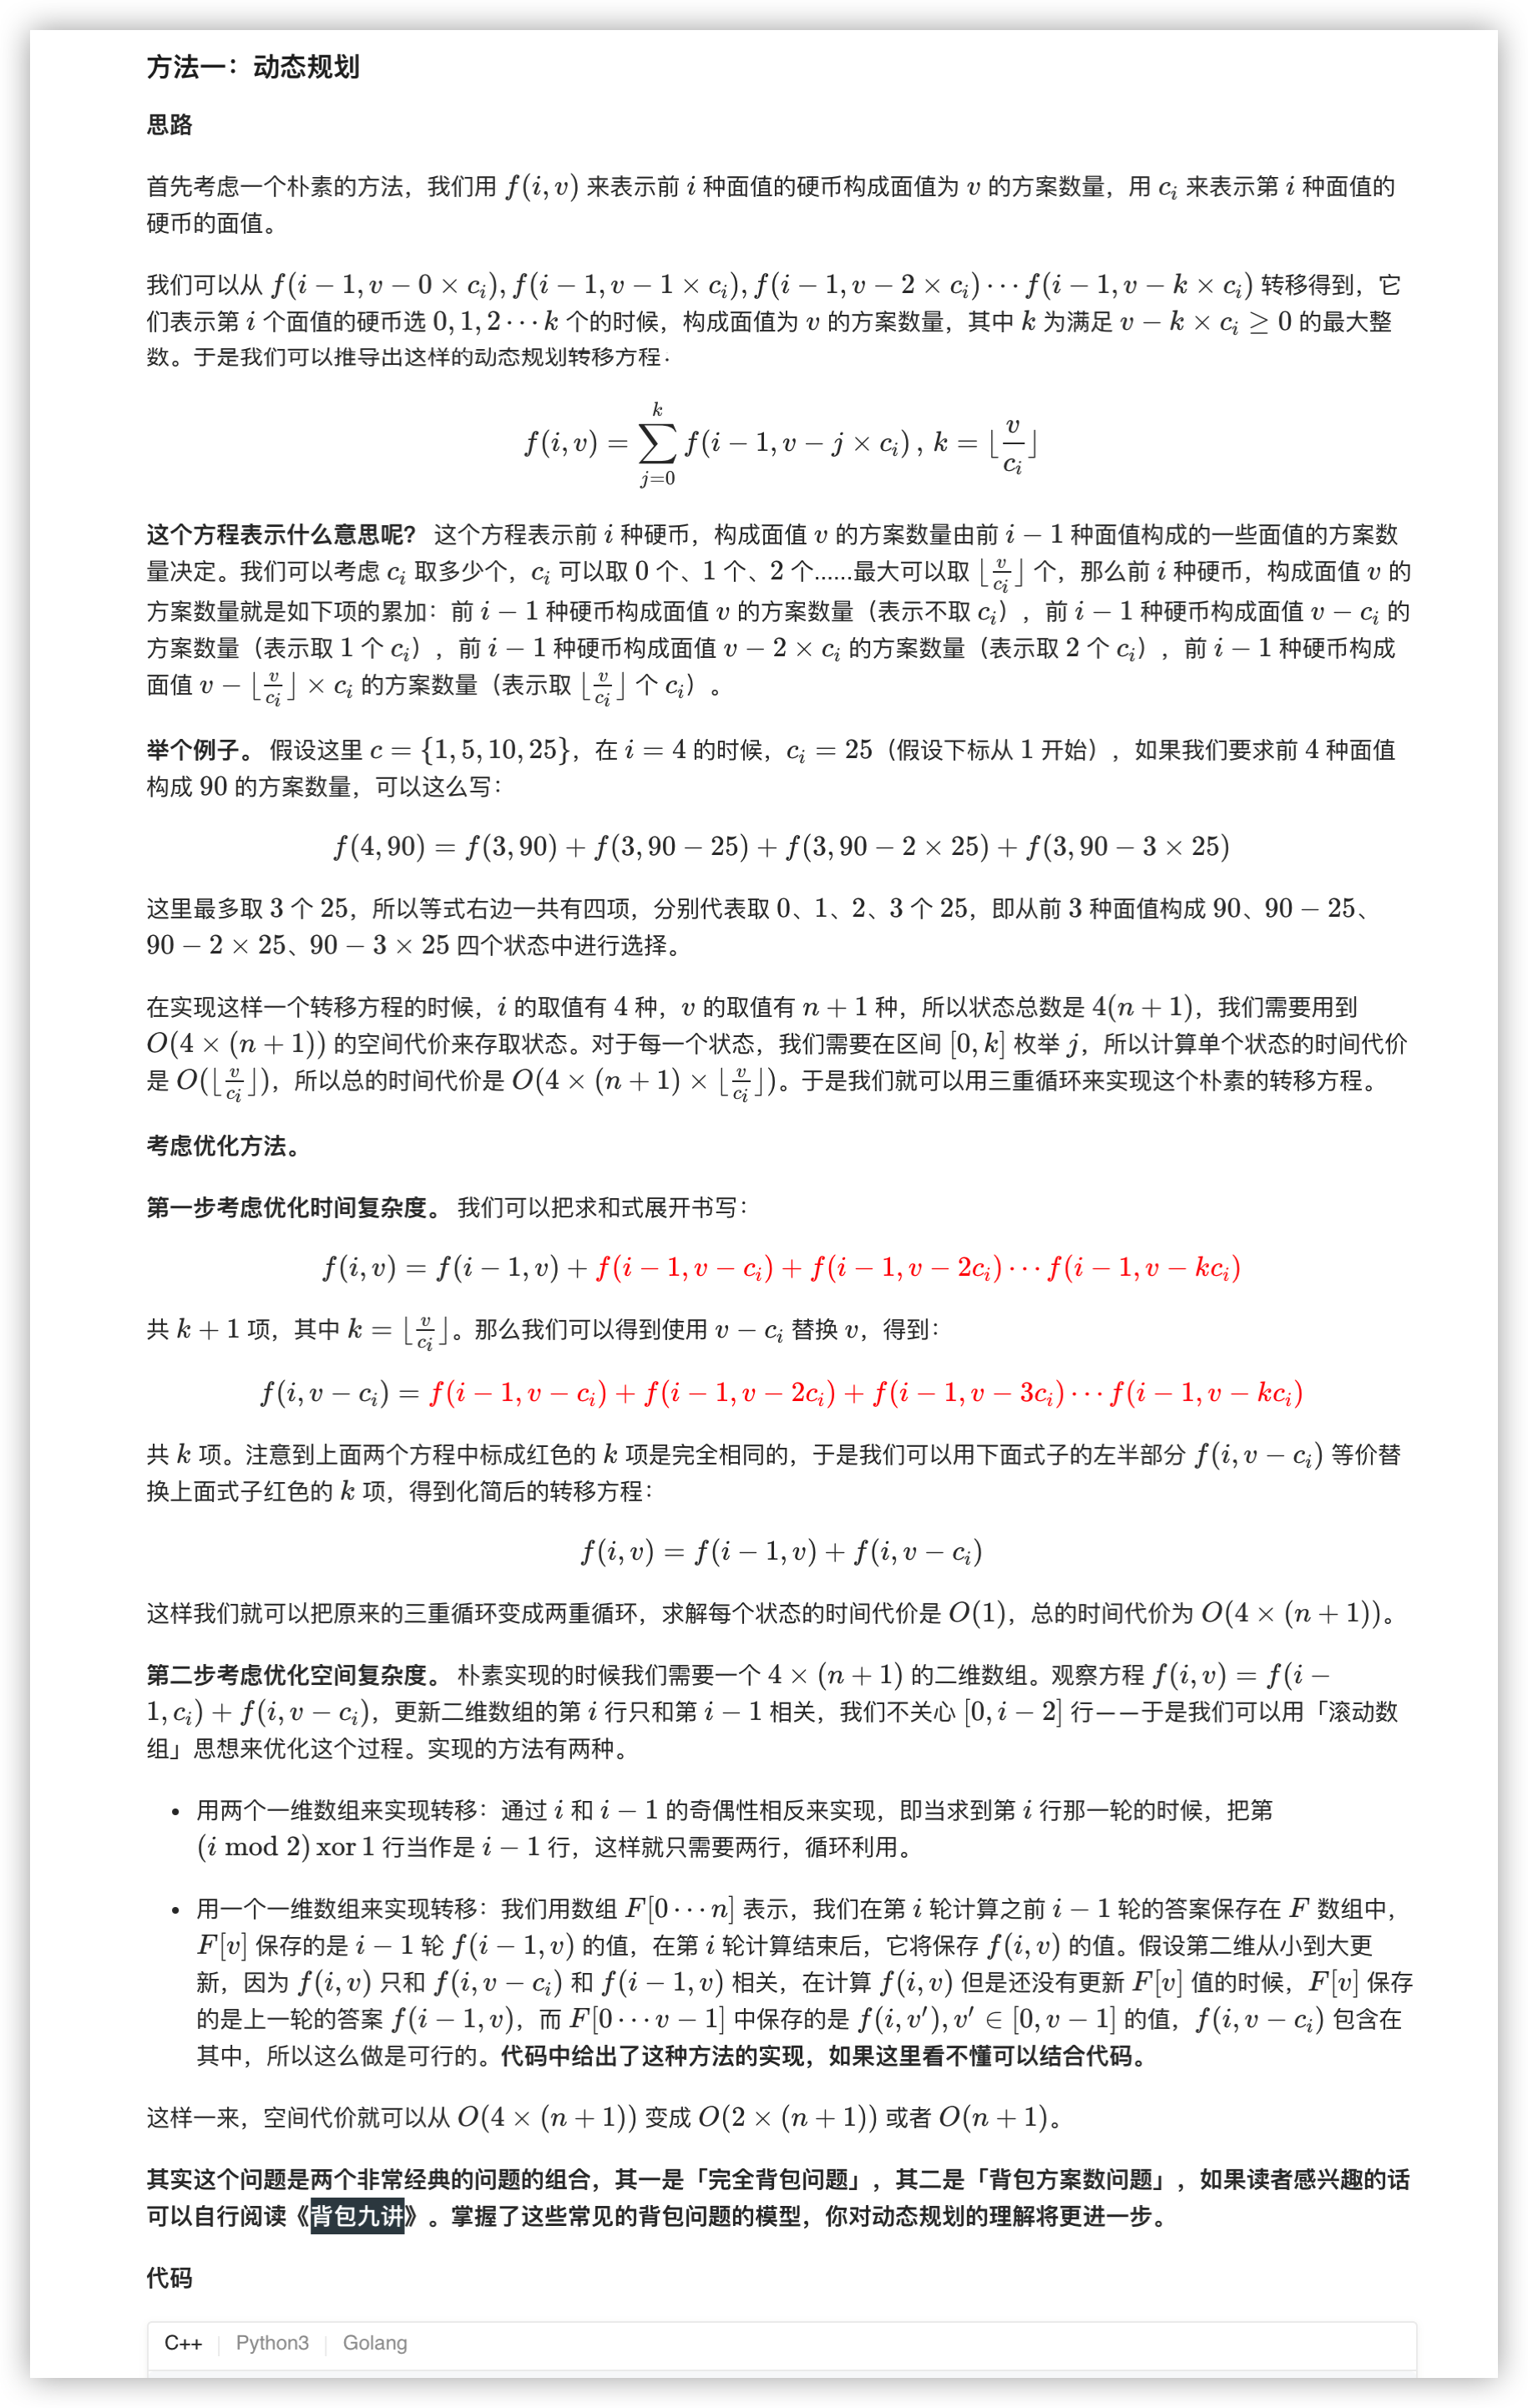 方法一：动态规划
思路
首先考虑一个朴素的方法，我们用 f(i, v) 来表示前 i 种面值的硬币构成面值为 v 的方案数量，用 c_i 来表示第 i 种面值的
硬币的面值。
我们可以从 f(i − 1, v − 0 × c_i), f(i − 1, v − 1 × c_i), f(i − 1, v − 2 × c_i) ⋯ f(i − 1, v − k × c_i) 转移得到，它
们表示第 i 个面值的硬币选 0, 1, 2 ⋯ k 个的时候，构成面值为 v 的方案数量，其中 k 为满足 v − k × c_i ≥ 0 的最大整
数。于是我们可以推导出这样的动态规划转移方程：
f(i, v) = ∑_{j=0}^{k} f(i − 1, v − j × c_i) , k = ⌊v/c_i⌋
这个方程表示什么意思呢？ 这个方程表示前 i 种硬币，构成面值 v 的方案数量由前 i − 1 种面值构成的一些面值的方案数
量决定。我们可以考虑 c_i 取多少个，c_i 可以取 0 个、1 个、2 个……最大可以取 ⌊v/c_i⌋ 个，那么前 i 种硬币，构成面值 v 的
方案数量就是如下项的累加：前 i − 1 种硬币构成面值 v 的方案数量（表示不取 c_i），前 i − 1 种硬币构成面值 v − c_i 的
方案数量（表示取 1 个 c_i），前 i − 1 种硬币构成面值 v − 2 × c_i 的方案数量（表示取 2 个 c_i），前 i − 1 种硬币构成
面值 v − ⌊v/c_i⌋ × c_i 的方案数量（表示取 ⌊v/c_i⌋ 个 c_i）。
举个例子。 假设这里 c = {1, 5, 10, 25}，在 i = 4 的时候，c_i = 25（假设下标从 1 开始），如果我们要求前 4 种面值
构成 90 的方案数量，可以这么写：
f(4, 90) = f(3, 90) + f(3, 90 − 25) + f(3, 90 − 2 × 25) + f(3, 90 − 3 × 25)
这里最多取 3 个 25，所以等式右边一共有四项，分别代表取 0、1、2、3 个 25，即从前 3 种面值构成 90、90 − 25、
90 − 2 × 25、90 − 3 × 25 四个状态中进行选择。
在实现这样一个转移方程的时候，i 的取值有 4 种，v 的取值有 n + 1 种，所以状态总数是 4(n + 1)，我们需要用到
O(4 × (n + 1)) 的空间代价来存取状态。对于每一个状态，我们需要在区间 [0, k] 枚举 j，所以计算单个状态的时间代价
是 O(⌊v/c_i⌋)，所以总的时间代价是 O(4 × (n + 1) × ⌊v/c_i⌋)。于是我们就可以用三重循环来实现这个朴素的转移方程。
考虑优化方法。
第一步考虑优化时间复杂度。 我们可以把求和式展开书写：
f(i, v) = f(i − 1, v) + f(i − 1, v − c_i) + f(i − 1, v − 2c_i) ⋯ f(i − 1, v − kc_i)
共 k + 1 项，其中 k = ⌊v/c_i⌋。那么我们可以得到使用 v − c_i 替换 v，得到：
f(i, v − c_i) = f(i − 1, v − c_i) + f(i − 1, v − 2c_i) + f(i − 1, v − 3c_i) ⋯ f(i − 1, v − kc_i)
共 k 项。注意到上面两个方程中标成红色的 k 项是完全相同的，于是我们可以用下面式子的左半部分 f(i, v − c_i) 等价替
换上面式子红色的 k 项，得到化简后的转移方程：
f(i, v) = f(i − 1, v) + f(i, v − c_i)
这样我们就可以把原来的三重循环变成两重循环，求解每个状态的时间代价是 O(1)，总的时间代价为 O(4 × (n + 1))。
第二步考虑优化空间复杂度。 朴素实现的时候我们需要一个 4 × (n + 1) 的二维数组。观察方程 f(i, v) = f(i −
1, c_i) + f(i, v − c_i)，更新二维数组的第 i 行只和第 i − 1 相关，我们不关心 [0, i − 2] 行——于是我们可以用「滚动数
组」思想来优化这个过程。实现的方法有两种。
• 用两个一维数组来实现转移：通过 i 和 i − 1 的奇偶性相反来实现，即当求到第 i 行那一轮的时候，把第
(i mod 2) xor 1 行当作是 i − 1 行，这样就只需要两行，循环利用。
• 用一个一维数组来实现转移：我们用数组 F[0 ⋯ n] 表示，我们在第 i 轮计算之前 i − 1 轮的答案保存在 F 数组中，
F[v] 保存的是 i − 1 轮 f(i − 1, v) 的值，在第 i 轮计算结束后，它将保存 f(i, v) 的值。假设第二维从小到大更
新，因为 f(i, v) 只和 f(i, v − c_i) 和 f(i − 1, v) 相关，在计算 f(i, v) 但是还没有更新 F[v] 值的时候，F[v] 保存
的是上一轮的答案 f(i − 1, v)，而 F[0 ⋯ v − 1] 中保存的是 f(i, v′), v′ ∈ [0, v − 1] 的值，f(i, v − c_i) 包含在
其中，所以这么做是可行的。代码中给出了这种方法的实现，如果这里看不懂可以结合代码。
这样一来，空间代价就可以从 O(4 × (n + 1)) 变成 O(2 × (n + 1)) 或者 O(n + 1)。
其实这个问题是两个非常经典的问题的组合，其一是「完全背包问题」，其二是「背包方案数问题」，如果读者感兴趣的话
可以自行阅读《背包九讲》。掌握了这些常见的背包问题的模型，你对动态规划的理解将更进一步。
代码
C++ Python3 Golang